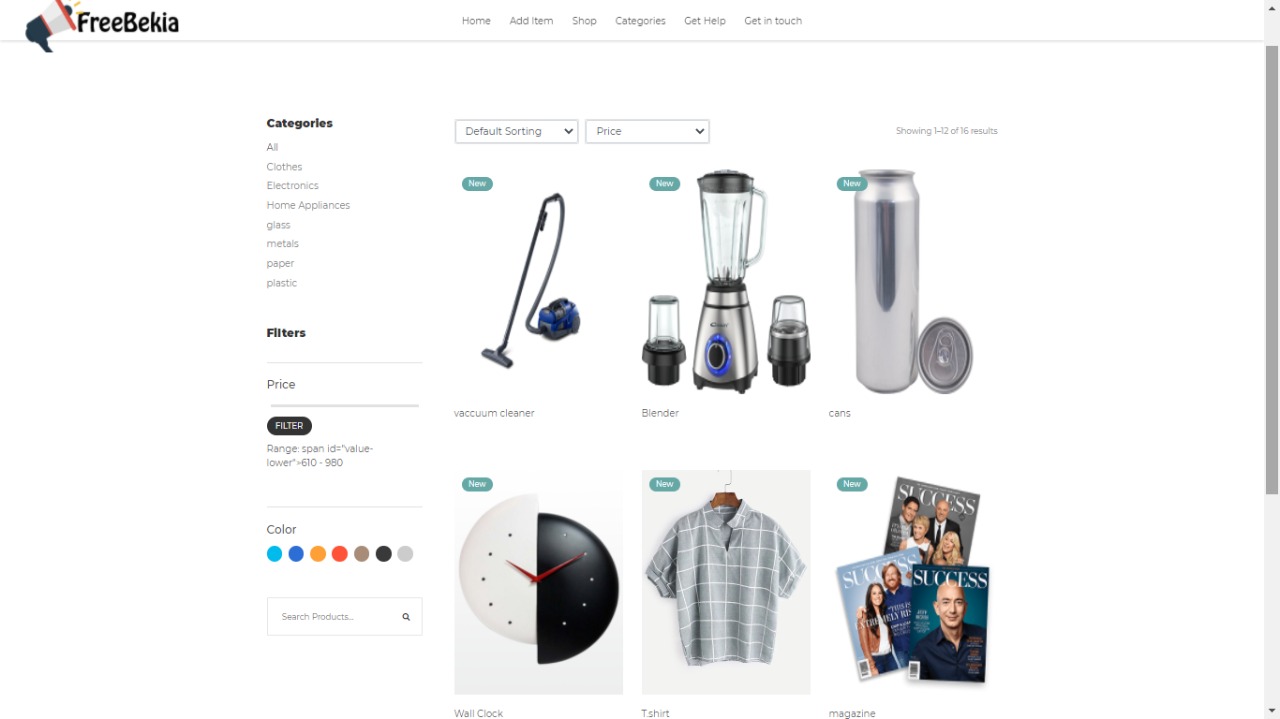 FreeBekia
Home Add Item Shop Categories Get Help Get in touch
Categories
All
Clothes
Electronics
Home Appliances
glass
metals
paper
plastic
Filters
Price
FILTER
Range: span id="value-
lower">610 - 980
Color
Search Products...
Default Sorting Price Showing 1–12 of 16 results
New New New
vaccuum cleaner Blender cans
New New New
SUCCESS
SUCCESS
SUCCESS
Wall Clock T.shirt magazine